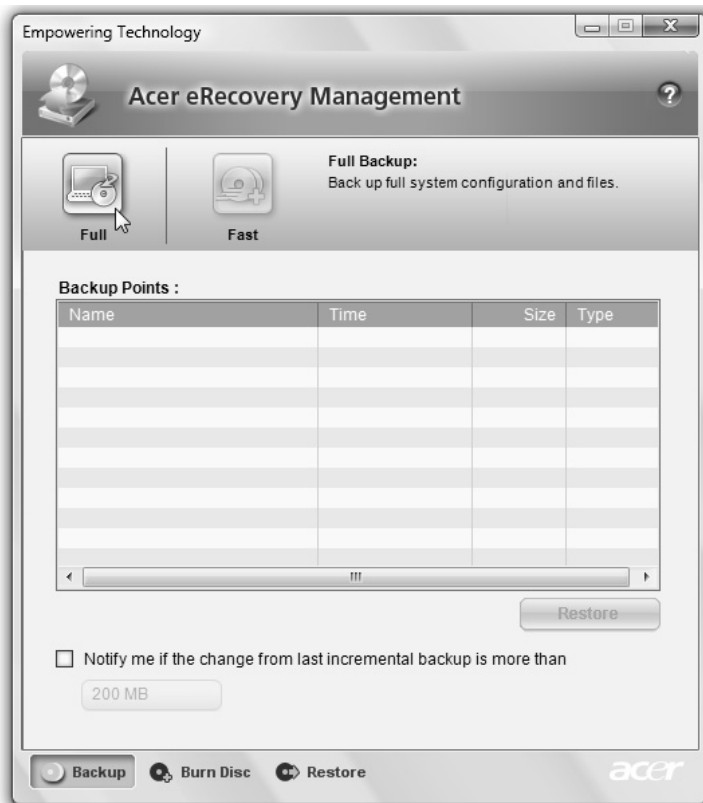 Empowering Technology
Acer eRecovery Management
?
Full Backup:
Back up full system configuration and files.
Full
Fast
Backup Points :
Name Time Size Type
Restore
Notify me if the change from last incremental backup is more than
200 MB
Backup Burn Disc Restore acer